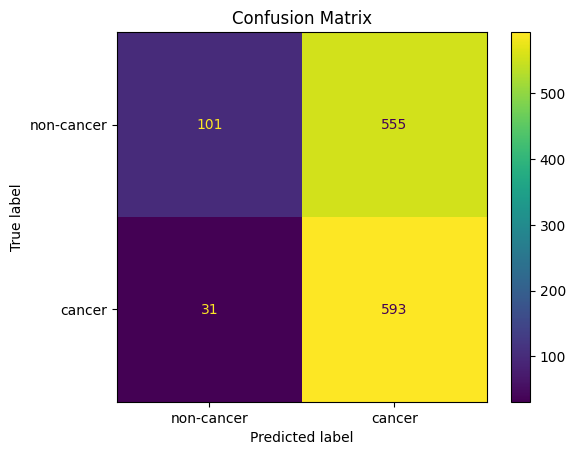 Confusion Matrix
non-cancer
101
555
cancer
31
593
True label
non-cancer
cancer
Predicted label
500
400
300
200
100